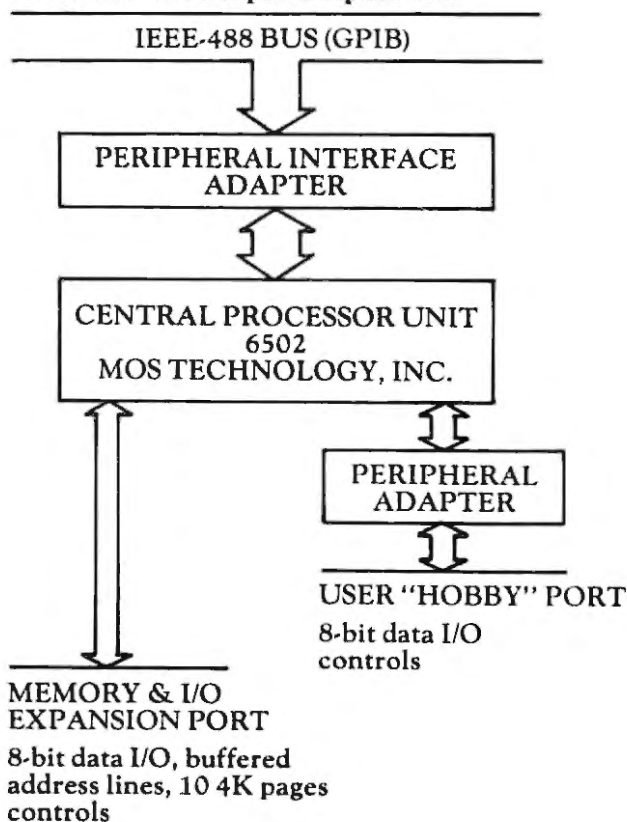 IEEE-488 BUS (GPIB)
PERIPHERAL INTERFACE
ADAPTER
CENTRAL PROCESSOR UNIT
6502
MOS TECHNOLOGY, INC.
PERIPHERAL
ADAPTER
USER "HOBBY" PORT
8-bit data I/O
controls
MEMORY & I/O
EXPANSION PORT
8-bit data I/O, buffered
address lines, 10 4K pages
controls